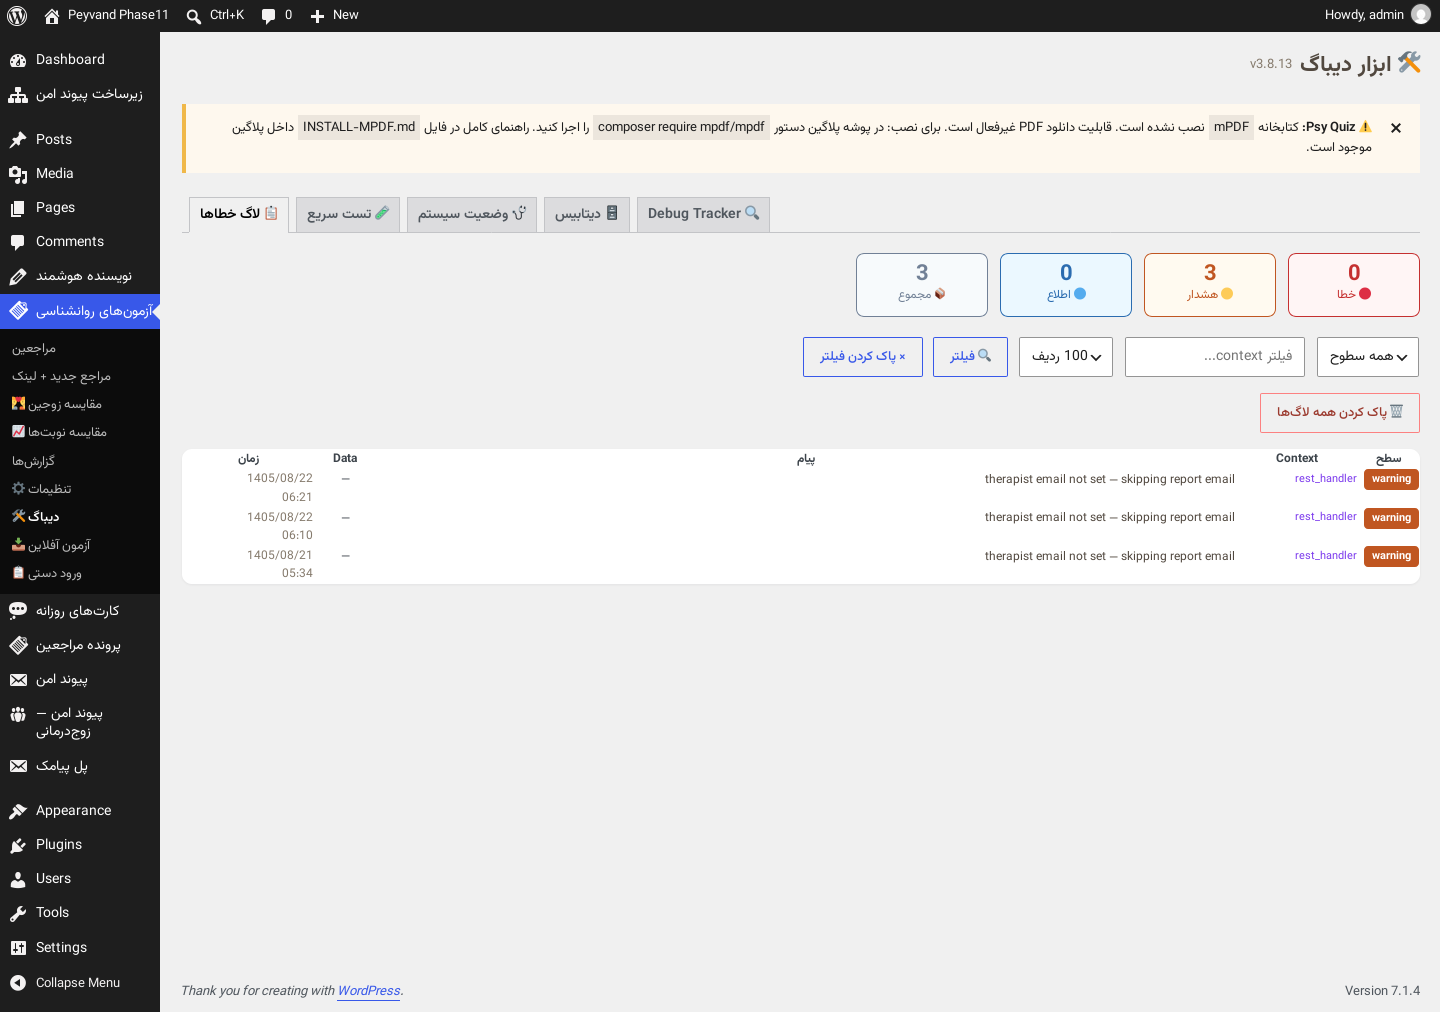 Peyvand Phase11
Ctrl+K
0
New
Howdy, admin
Dashboard
زیرساخت پیوند امن
Posts
Media
Pages
Comments
نویسنده هوشمند
آزمون‌های روانشناسی
مراجعین
مراجع جدید + لینک
مقایسه زوجین
مقایسه نوبت‌ها
گزارش‌ها
تنظیمات
دیباگ
آزمون آفلاین
ورود دستی
کارت‌های روزانه
پرونده مراجعین
پیوند امن
پیوند امن —
زوج‌درمانی
پل پیامک
Appearance
Plugins
Users
Tools
Settings
Collapse Menu
ابزار دیباگ v3.8.13
Psy Quiz: کتابخانه mPDF نصب نشده است. قابلیت دانلود PDF غیرفعال است. برای نصب: در پوشه پلاگین دستور composer require mpdf/mpdf را اجرا کنید. راهنمای کامل در فایل INSTALL-MPDF.md داخل پلاگین
موجود است.
لاگ خطاها
تست سریع
وضعیت سیستم
دیتابیس
Debug Tracker
0
خطا
3
هشدار
0
اطلاع
3
مجموع
همه سطوح
فیلتر context...
100 ردیف
فیلتر
× پاک کردن فیلتر
پاک کردن همه لاگ‌ها
سطح Context پیام Data زمان
warning rest_handler therapist email not set — skipping report email — 1405/08/22
06:21
warning rest_handler therapist email not set — skipping report email — 1405/08/22
06:10
warning rest_handler therapist email not set — skipping report email — 1405/08/21
05:34
Thank you for creating with WordPress.
Version 7.1.4